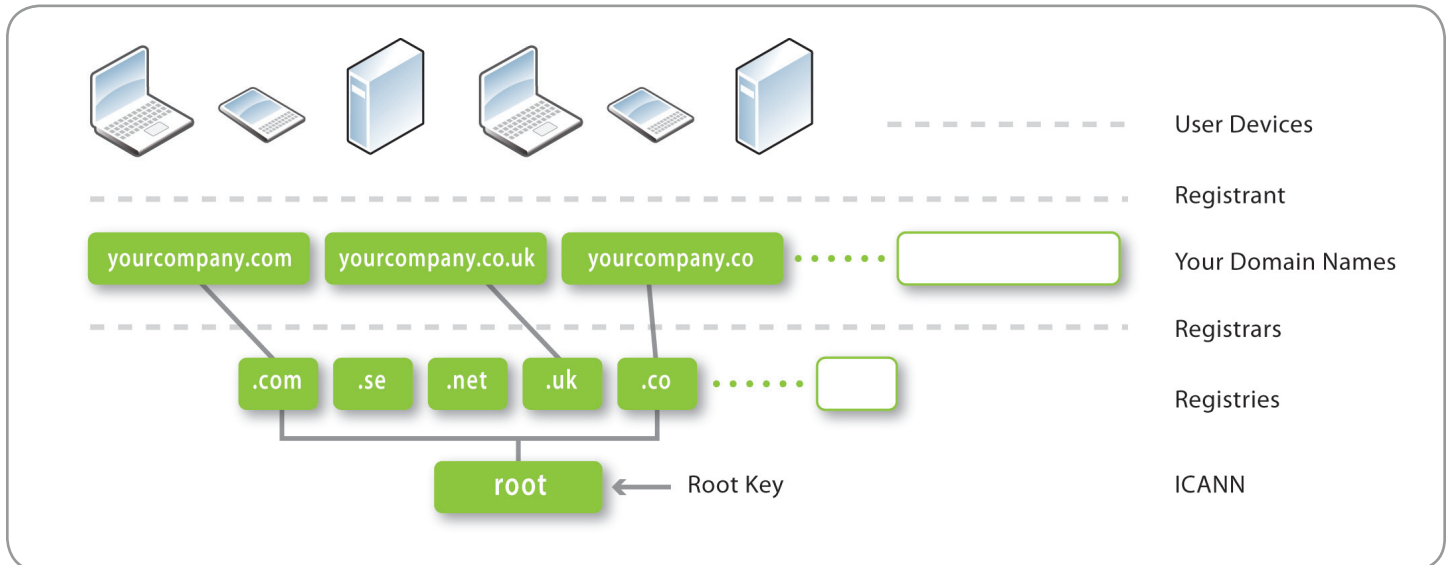 User Devices
Registrant
yourcompany.com yourcompany.co.uk yourcompany.co Your Domain Names
Registrars
.com .se .net .uk .co
Registries
root Root Key ICANN